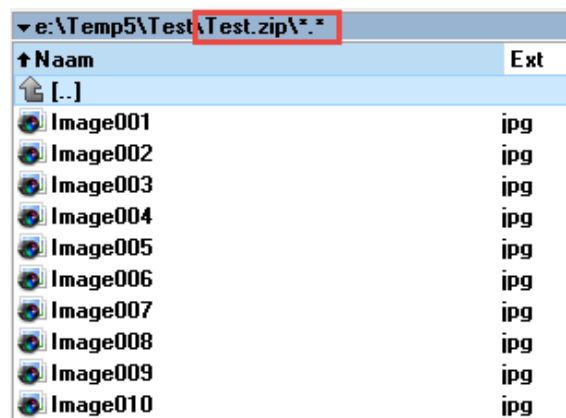 e:\Temp5\Test\Test.zip\*.*
Naam Ext
[..]
Image001 jpg
Image002 jpg
Image003 jpg
Image004 jpg
Image005 jpg
Image006 jpg
Image007 jpg
Image008 jpg
Image009 jpg
Image010 jpg